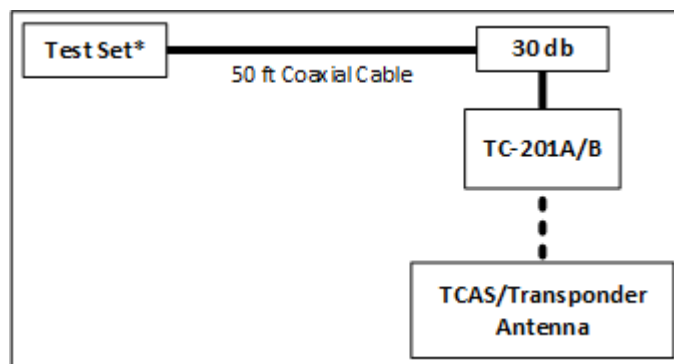 Test Set*
30 db
50 ft Coaxial Cable
TC-201A/B
TCAS/Transponder
Antenna